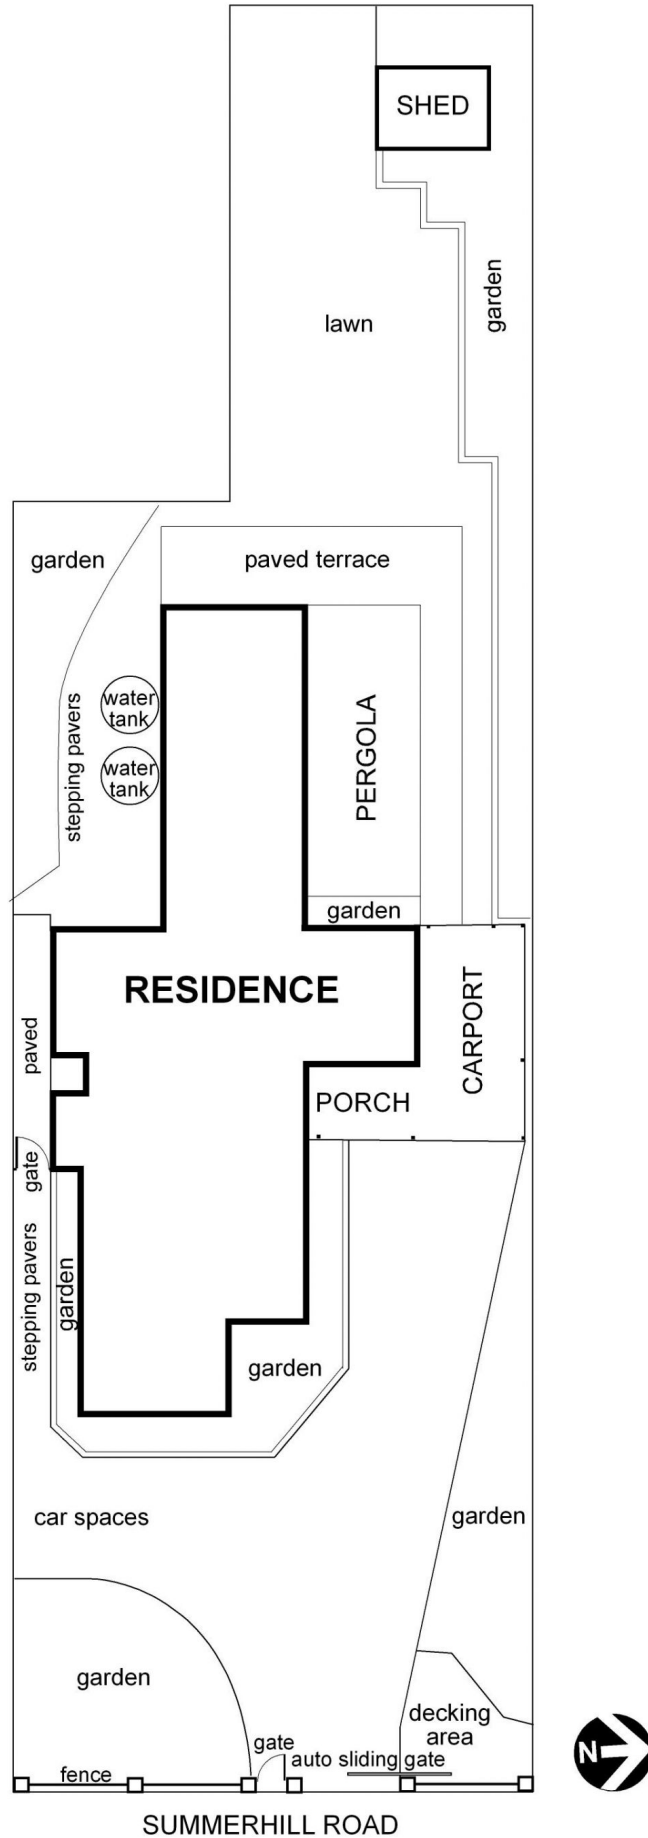 SHED
garden
lawn
garden
paved terrace
water
tank
stepping pavers
PERGOLA
water
tank
garden
RESIDENCE
CARPORT
paved
PORCH
gate
stepping pavers
garden
garden
car spaces
garden
garden
decking
area
gate
auto sliding gate
fence
N
SUMMERHILL ROAD